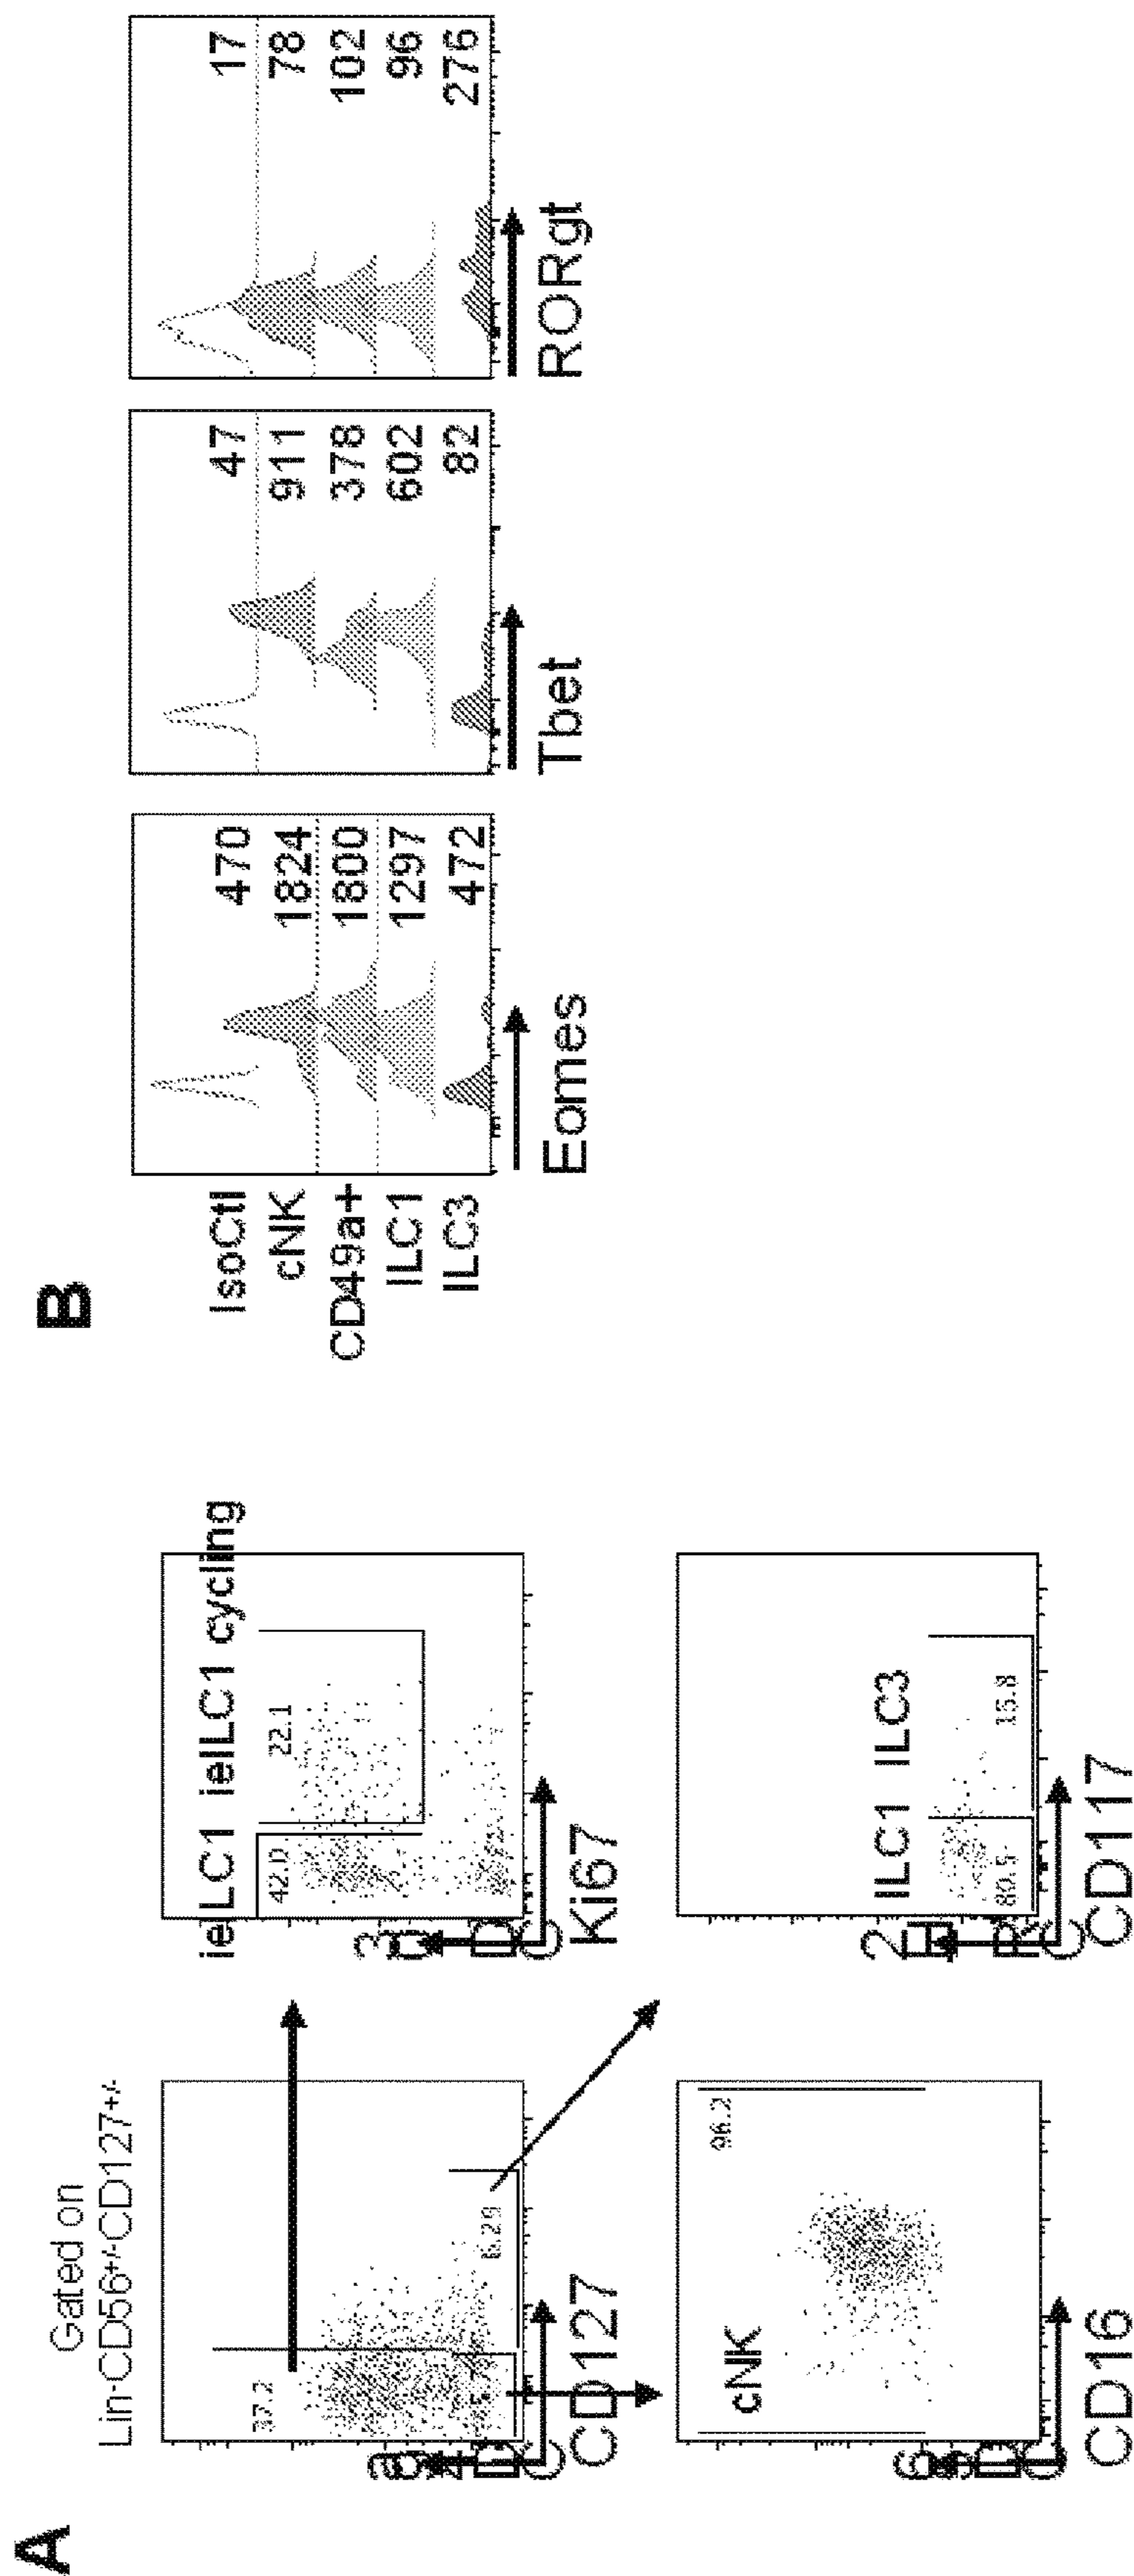 A
Gated on
Lin-CD56+/-CD127+/-
37.2
6.29
CD127
ieILC1 ieILC1 cycling
42.0
22.1
Ki67
cNK
96.2
CD16
ILC1 ILC3
80.5
15.8
CD117
B
IsoCtl
cNK
CD49a+
ILC1
ILC3
470
1824
1800
1297
472
Eomes
47
911
378
602
82
Tbet
17
78
102
96
276
RORgt